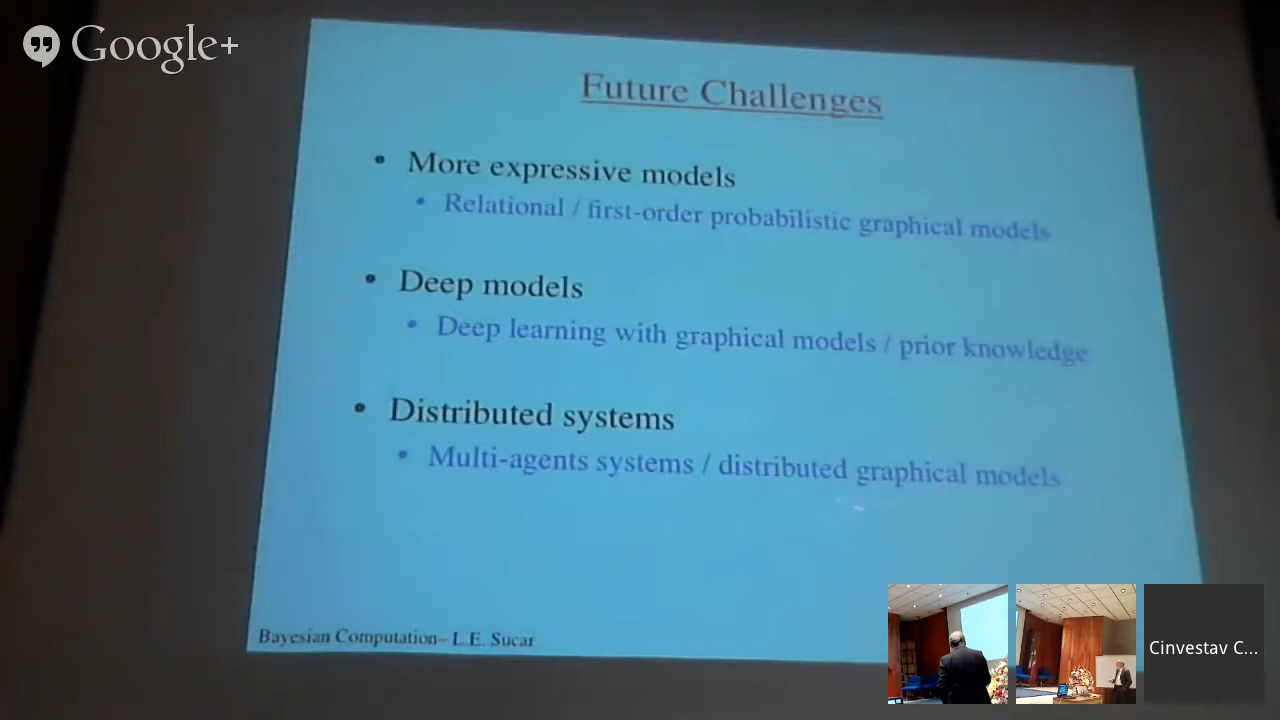 Google+
Future Challenges
• More expressive models
• Relational / first-order probabilistic graphical models
• Deep models
• Deep learning with graphical models / prior knowledge
• Distributed systems
• Multi-agents systems / distributed graphical models
Bayesian Computation– L.E. Sucar
Cinvestav C...